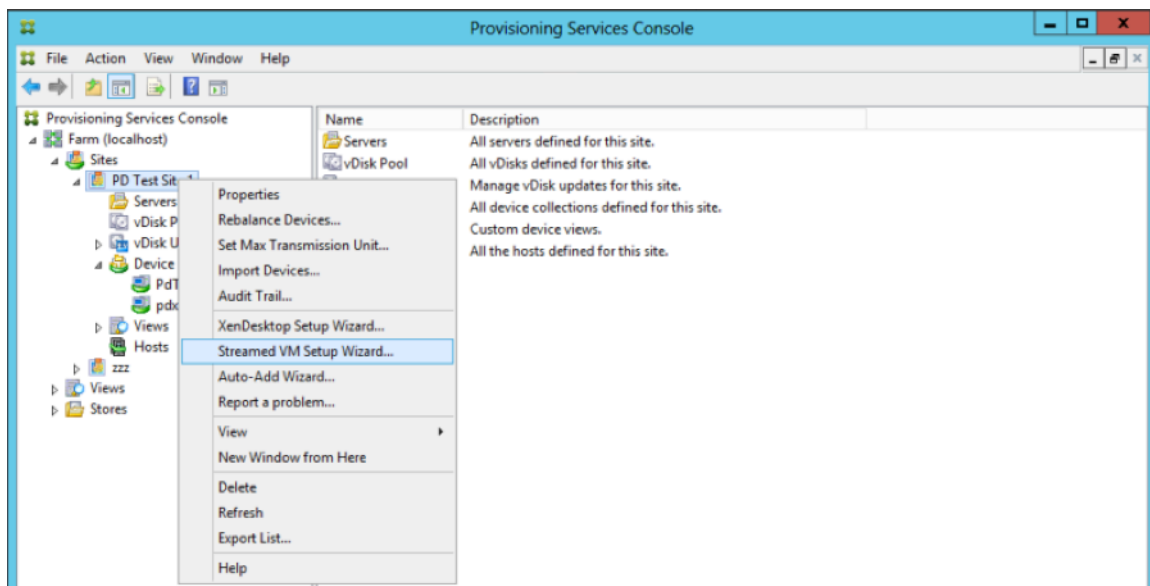 Provisioning Services Console
File Action View Window Help
Provisioning Services Console
Farm (localhost)
Sites
PD Test Site 1
Servers
vDisk P
vDisk U
Device
PdT
pdx
Views
Hosts
zzz
Views
Stores
Properties
Rebalance Devices...
Set Max Transmission Unit...
Import Devices...
Audit Trail...
XenDesktop Setup Wizard...
Streamed VM Setup Wizard...
Auto-Add Wizard...
Report a problem...
View
New Window from Here
Delete
Refresh
Export List...
Help
Name Description
Servers All servers defined for this site.
vDisk Pool All vDisks defined for this site.
Manage vDisk updates for this site.
All device collections defined for this site.
Custom device views.
All the hosts defined for this site.